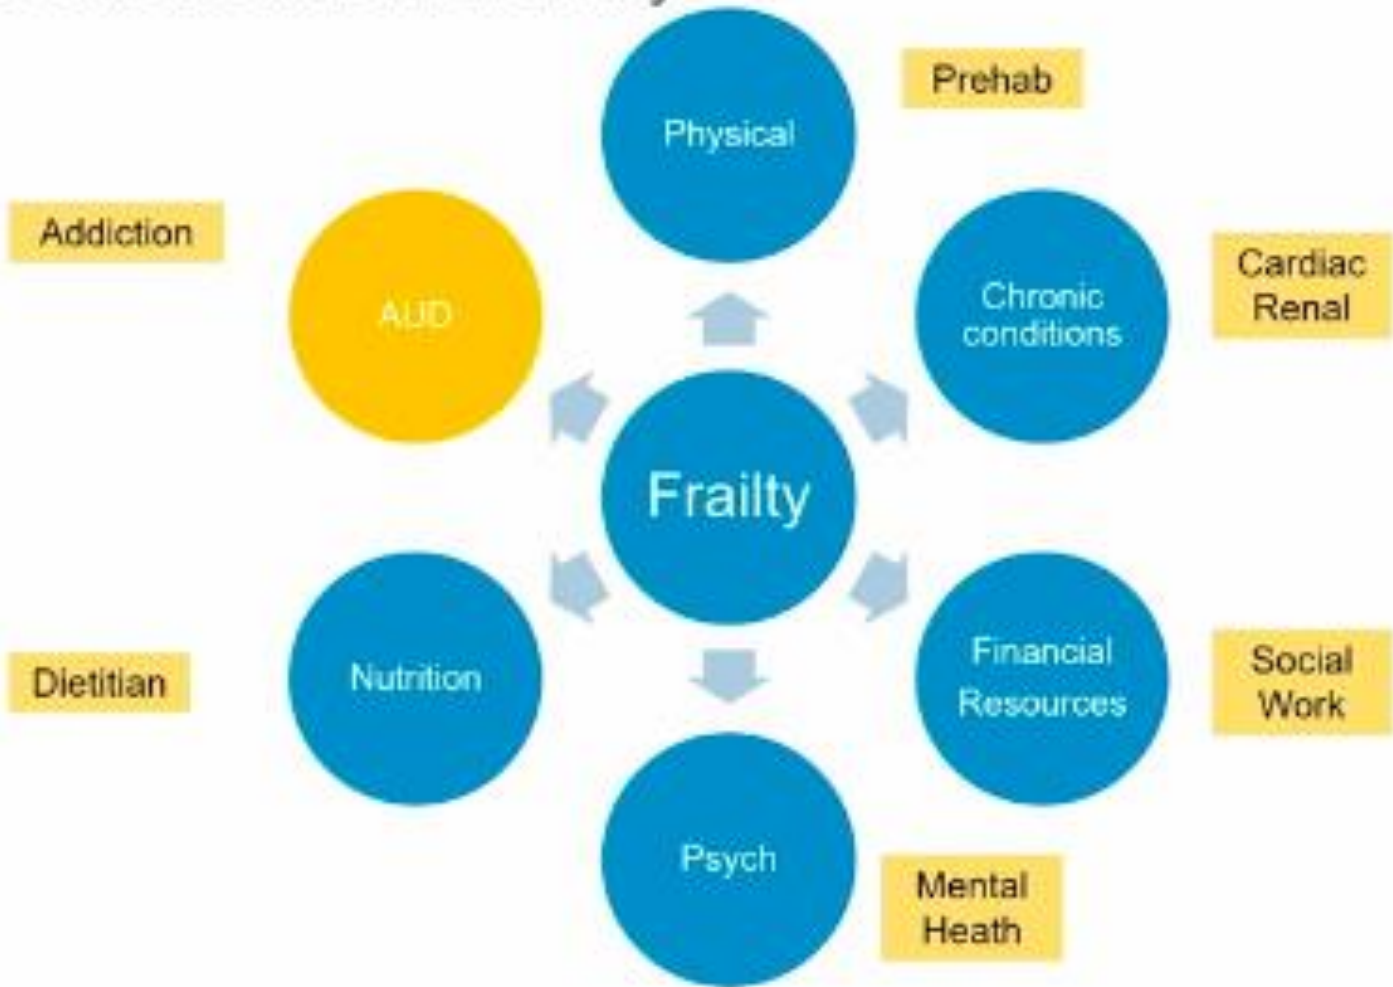 Physical
Prehab
Addiction
AUD
Chronic
conditions
Cardiac
Renal
Frailty
Dietitian
Nutrition
Financial
Resources
Social
Work
Psych
Mental
Heath